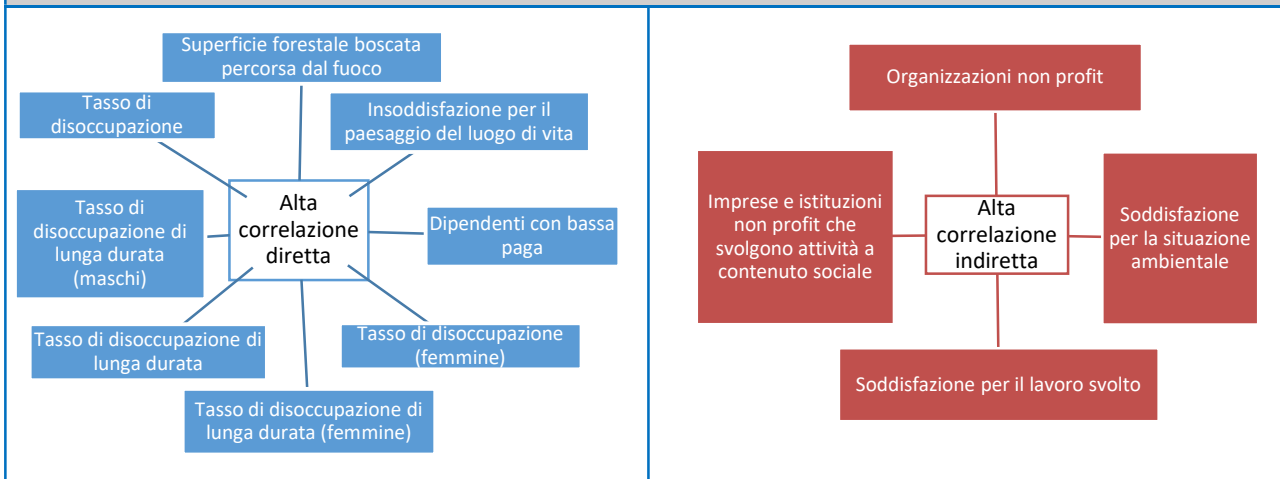 Superficie forestale boscata
percorsa dal fuoco
Tasso di
disoccupazione
Insoddisfazione per il
paesaggio del luogo di vita
Tasso di
disoccupazione di
lunga durata
(maschi)
Alta
correlazione
diretta
Dipendenti con bassa
paga
Tasso di disoccupazione di
lunga durata
Tasso di disoccupazione
(femmine)
Tasso di disoccupazione di
lunga durata (femmine)
Organizzazioni non profit
Imprese e istituzioni
non profit che
svolgono attività a
contenuto sociale
Alta
correlazione
indiretta
Soddisfazione
per la situazione
ambientale
Soddisfazione per il lavoro svolto